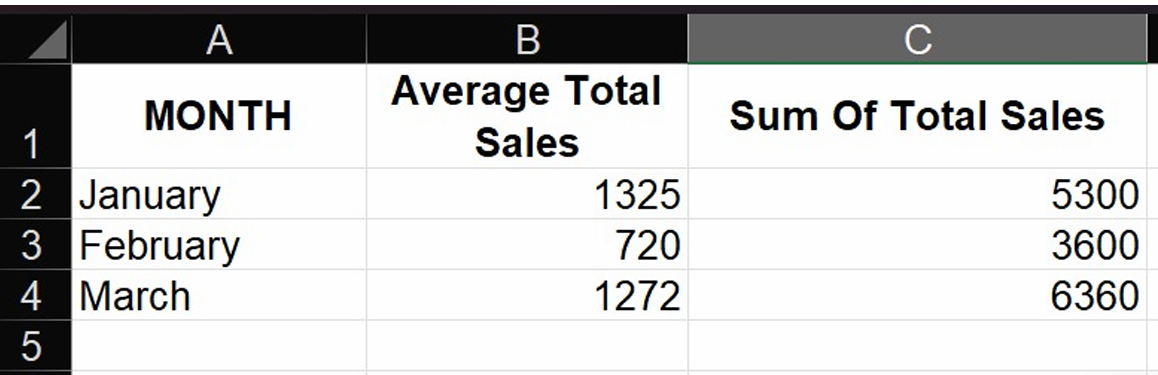 A B C
1 MONTH Average Total
Sales Sum Of Total Sales
2 January 1325 5300
3 February 720 3600
4 March 1272 6360
5